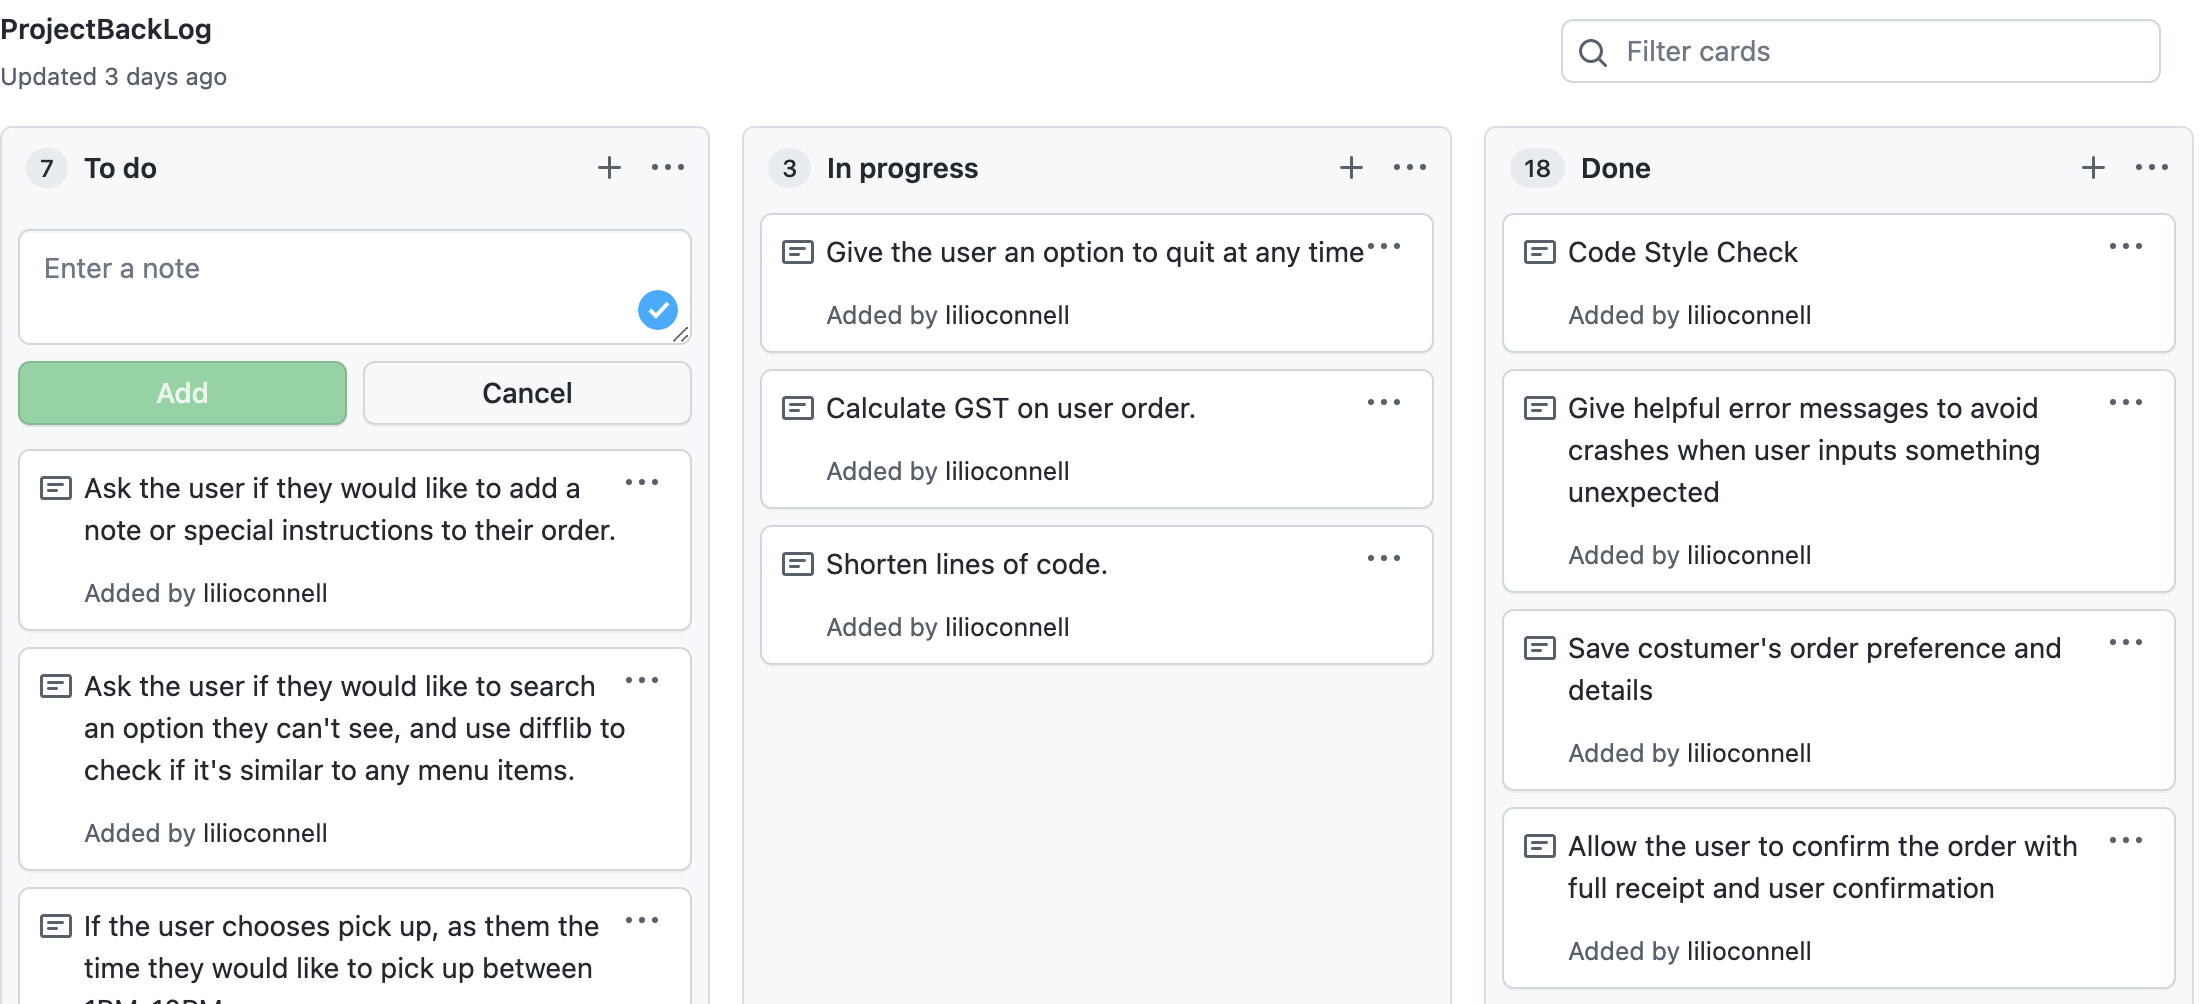 ProjectBackLog
Updated 3 days ago
Filter cards
7 To do
Enter a note
Add Cancel
Ask the user if they would like to add a
note or special instructions to their order.
Added by lilioconnell
Ask the user if they would like to search
an option they can't see, and use difflib to
check if it's similar to any menu items.
Added by lilioconnell
If the user chooses pick up, as them the
time they would like to pick up between
3 In progress
Give the user an option to quit at any time
Added by lilioconnell
Calculate GST on user order.
Added by lilioconnell
Shorten lines of code.
Added by lilioconnell
18 Done
Code Style Check
Added by lilioconnell
Give helpful error messages to avoid
crashes when user inputs something
unexpected
Added by lilioconnell
Save costumer's order preference and
details
Added by lilioconnell
Allow the user to confirm the order with
full receipt and user confirmation
Added by lilioconnell